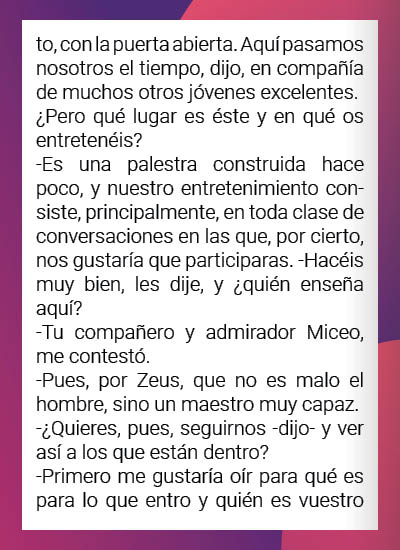 to, con la puerta abierta. Aquí pasamos
nosotros el tiempo, dijo, en compañía
de muchos otros jóvenes excelentes.
¿Pero qué lugar es éste y en qué os
entretenéis?
-Es una palestra construida hace
poco, y nuestro entretenimiento con-
siste, principalmente, en toda clase de
conversaciones en las que, por cierto,
nos gustaría que participaras. -Hacéis
muy bien, les dije, y ¿quién enseña
aquí?
-Tu compañero y admirador Miceo,
me contestó.
-Pues, por Zeus, que no es malo el
hombre, sino un maestro muy capaz.
-¿Quieres, pues, seguirnos -dijo- y ver
así a los que están dentro?
-Primero me gustaría oír para qué es
para lo que entro y quién es vuestro